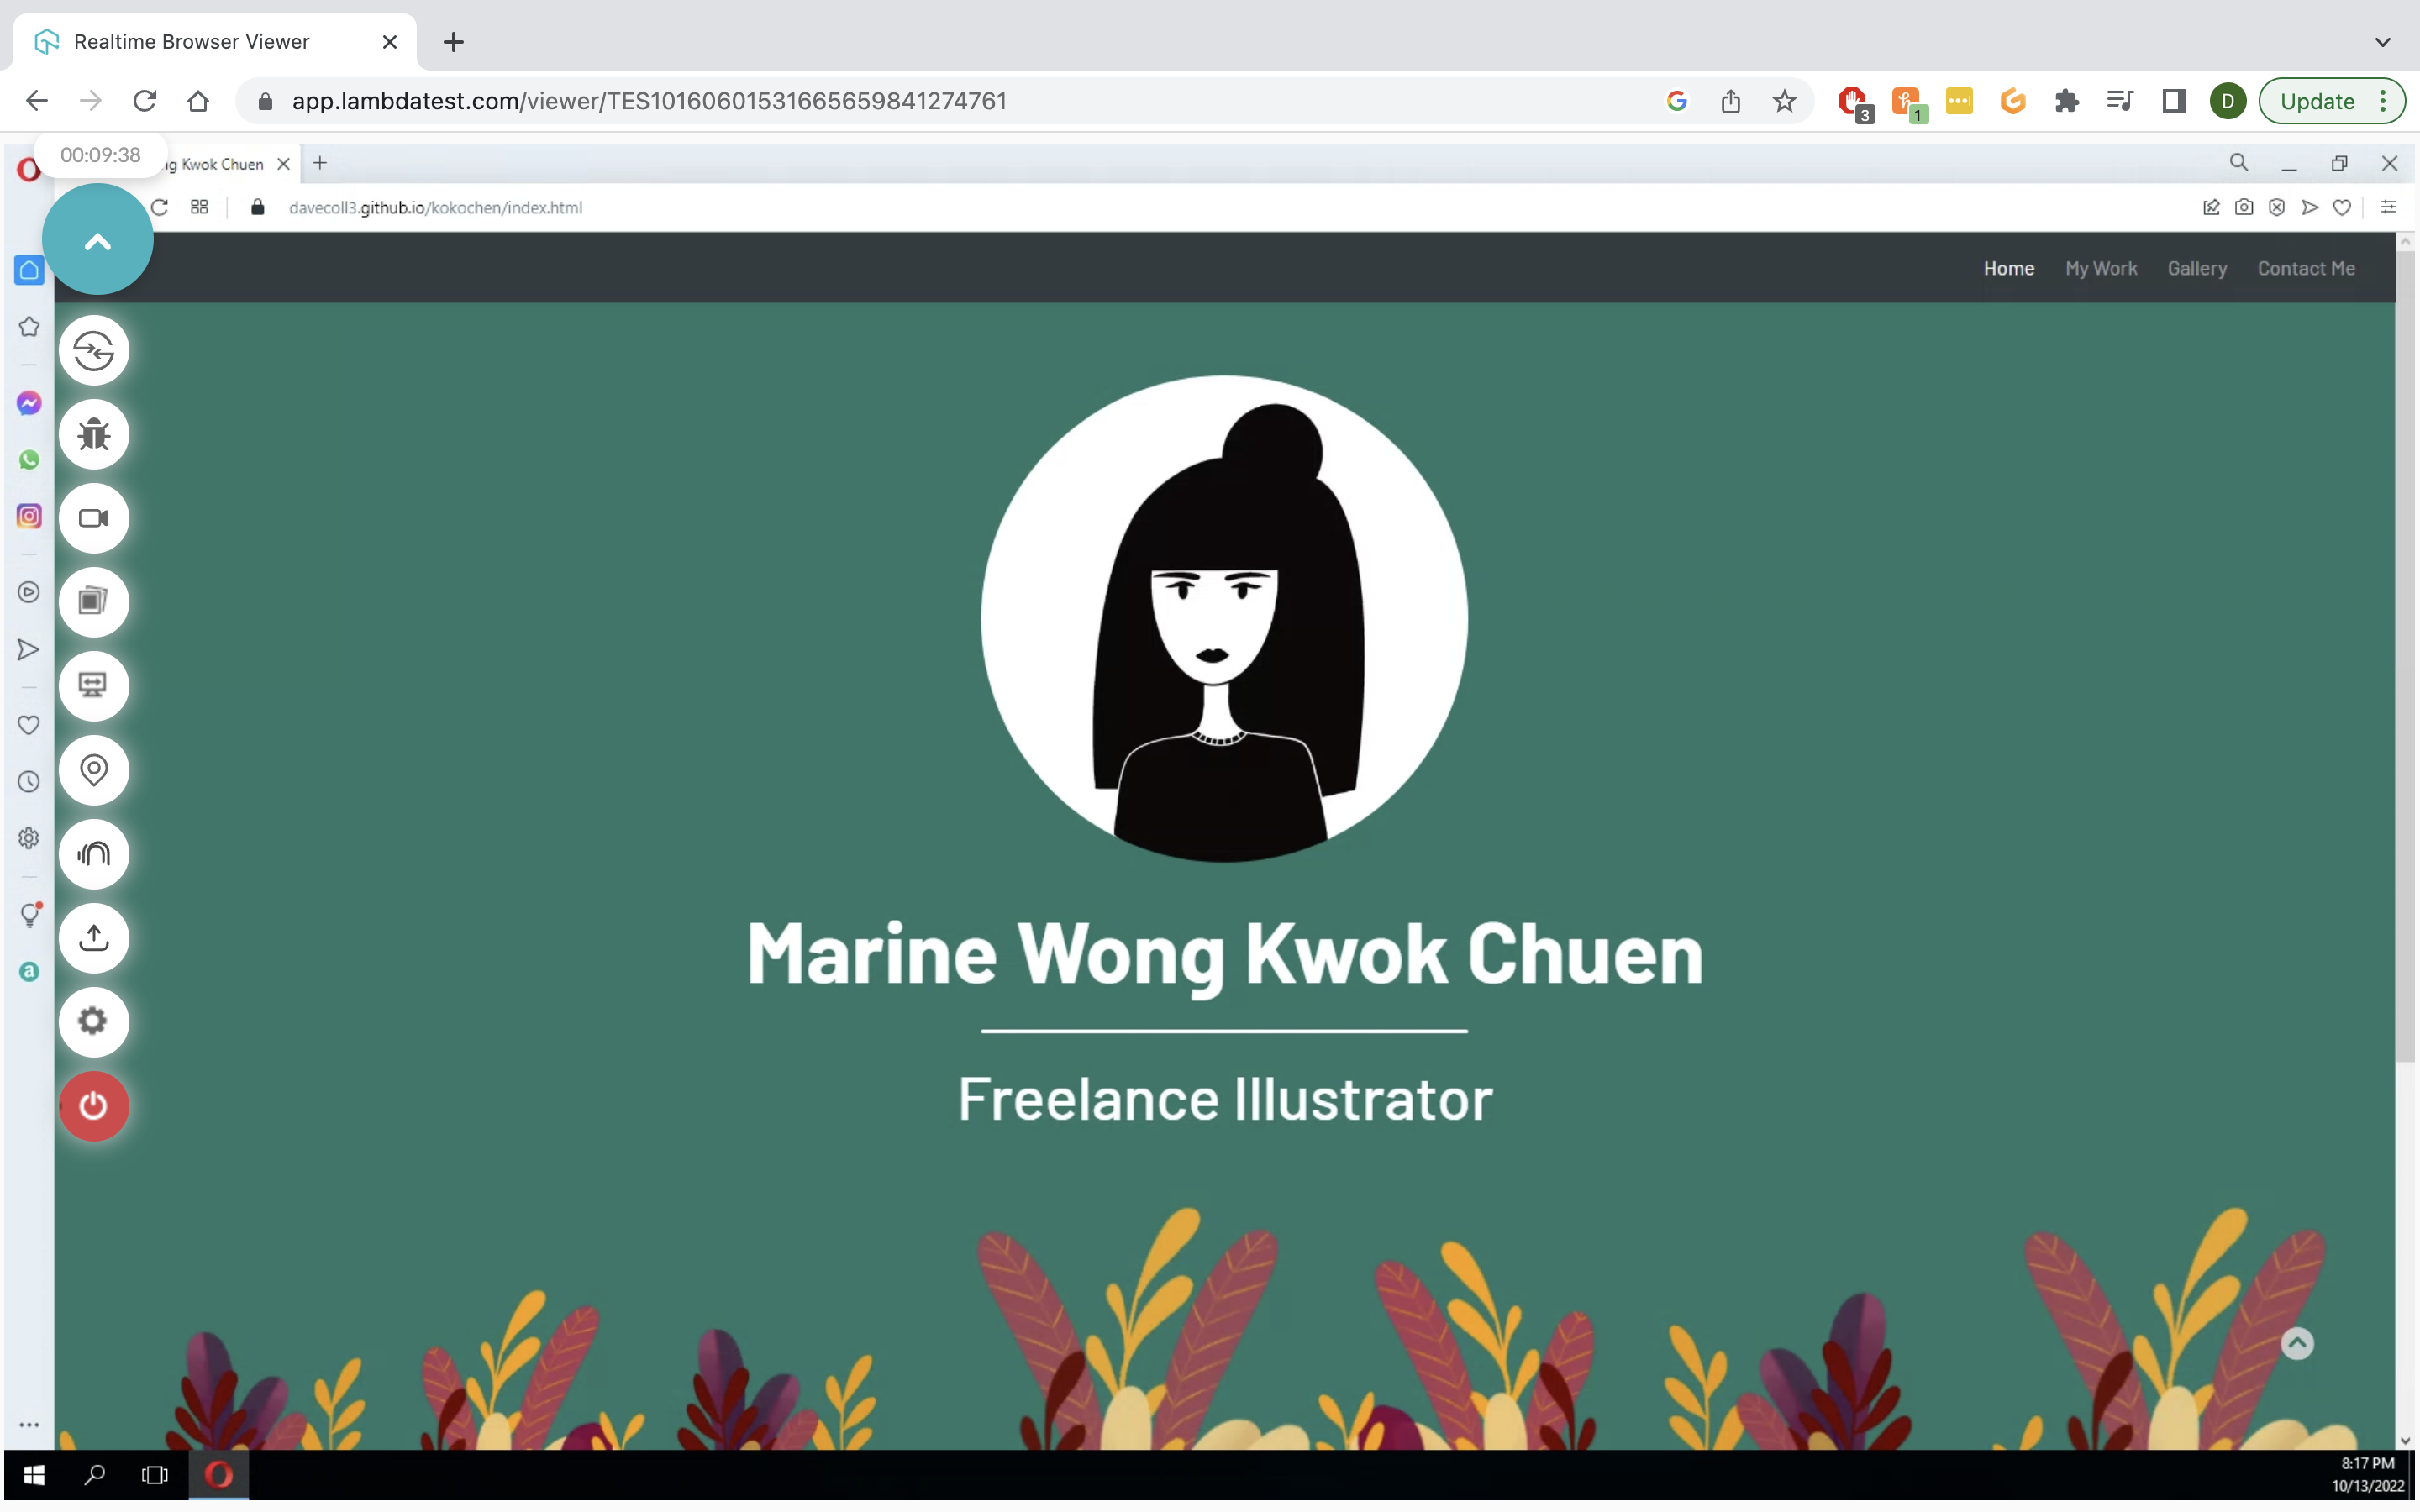 Realtime Browser Viewer
app.lambdatest.com/viewer/TES10160601531665659841274761
3
1
D
Update
00:09:38
ng Kwok Chuen
davecoll3.github.io/kokochen/index.html
Home My Work Gallery Contact Me
Marine Wong Kwok Chuen
Freelance Illustrator
a
8:17 PM
10/13/2022